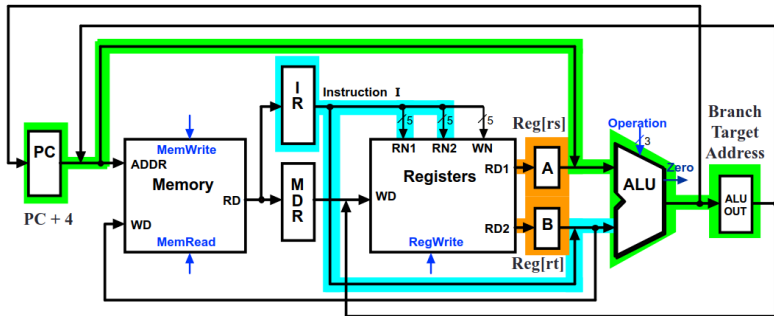 Instruction I
I
R
5
5
5
RN1
RN2
WN
Reg[rs]
Operation
3
Branch
Target
Address
PC
MemWrite
ADDR
Memory
RD
WD
MemRead
PC + 4
M
D
R
Registers
WD
RD1
RD2
RegWrite
A
B
Reg[rt]
ALU
Zero
ALU
OUT